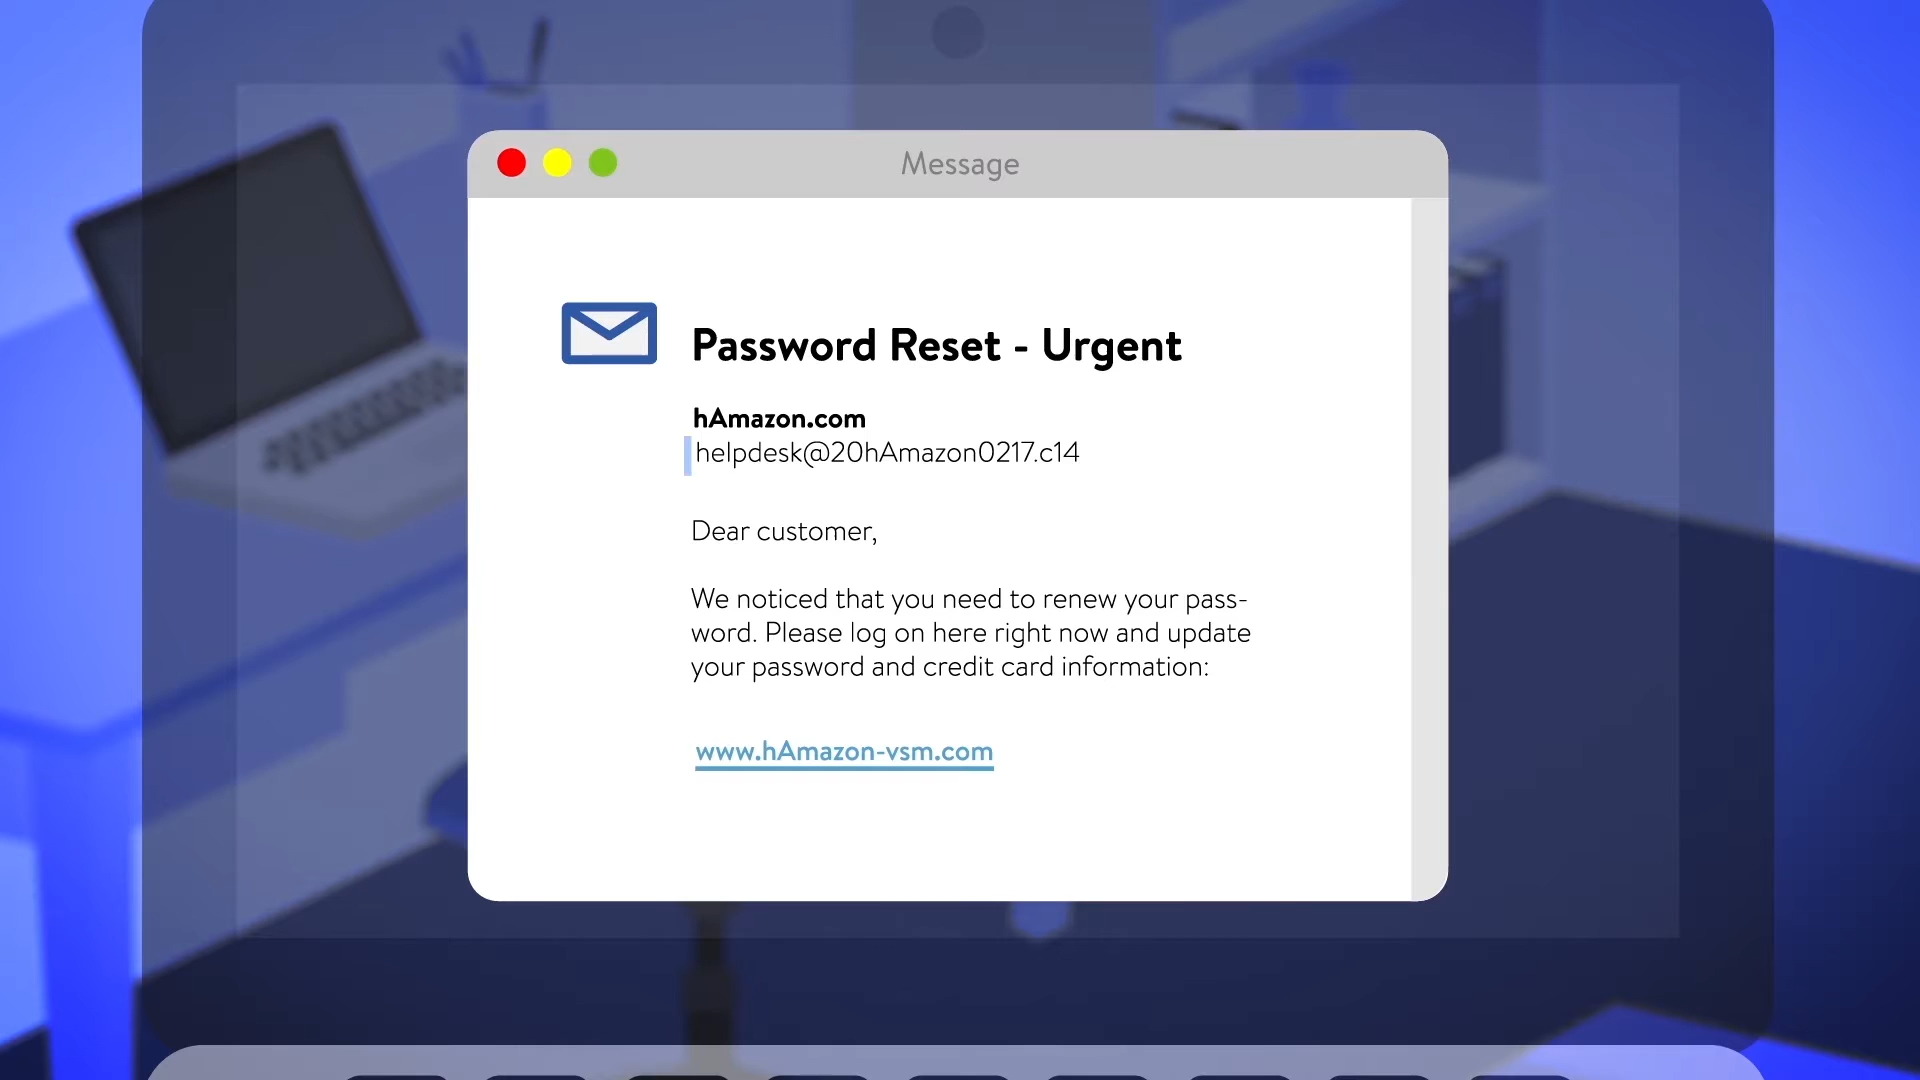 Message
Password Reset - Urgent
hAmazon.com
helpdesk@20hAmazon0217.c14
Dear customer,
We noticed that you need to renew your pass-
word. Please log on here right now and update
your password and credit card information:
www.hAmazon-vsm.com